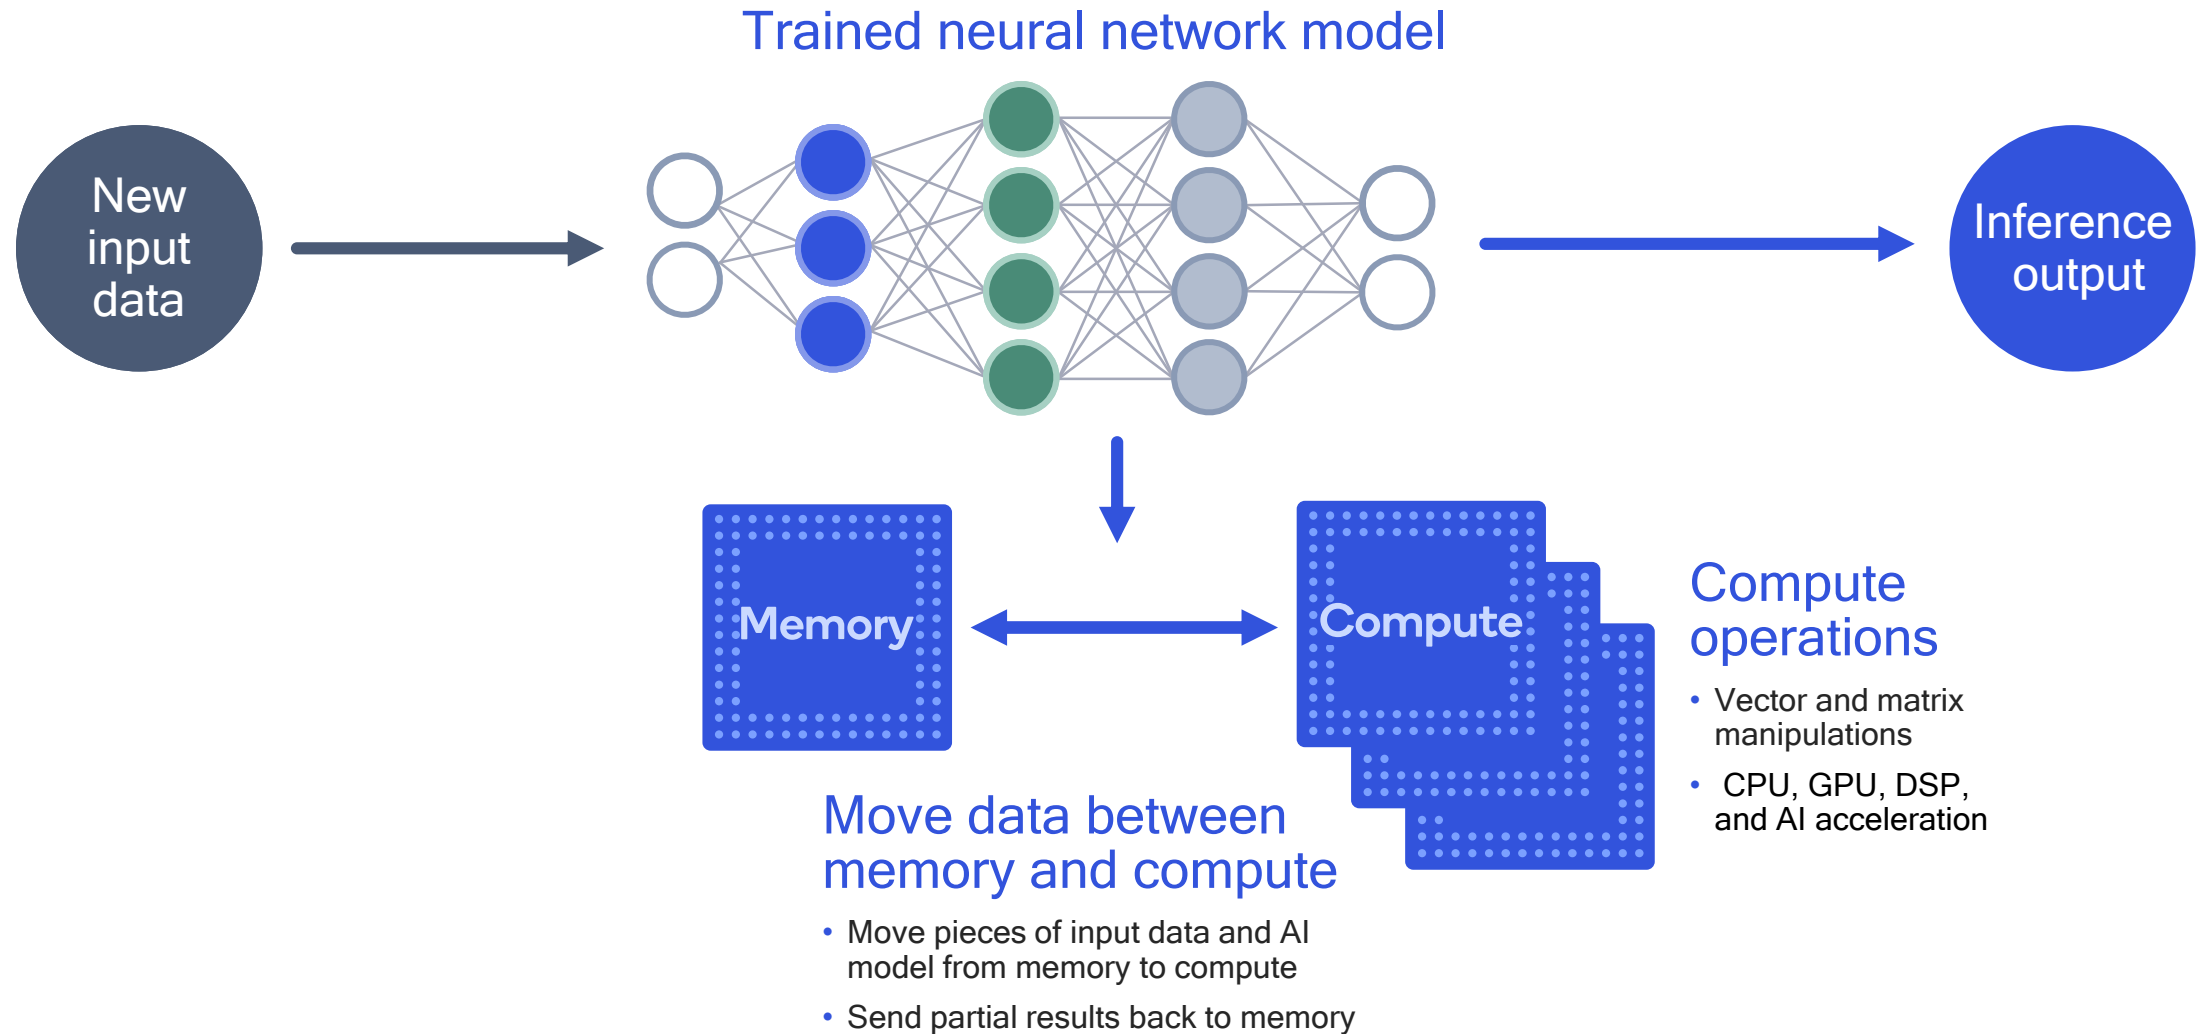 Trained neural network model
New
input
data
Inference
output
Memory
Compute
Compute
operations
• Vector and matrix
manipulations
• CPU, GPU, DSP,
and AI acceleration
Move data between
memory and compute
• Move pieces of input data and AI
model from memory to compute
• Send partial results back to memory